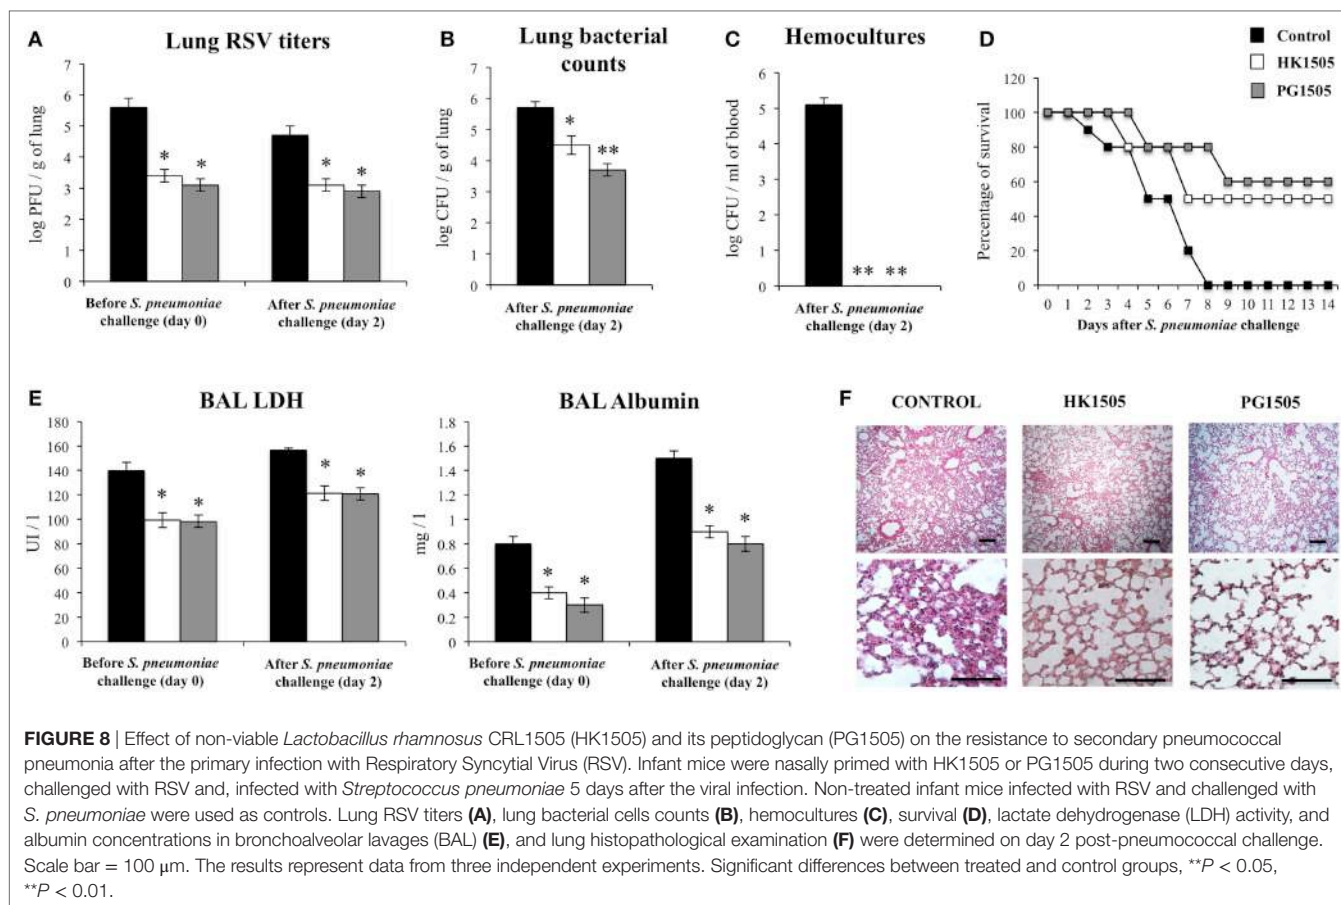 A
Lung RSV titers
log PFU / g of lung
7
6
5
4
3
2
1
0
*
*
*
*
Before S. pneumoniae
challenge (day 0)
After S. pneumoniae
challenge (day 2)
B
Lung bacterial
counts
log CFU / g of lung
7
6
5
4
3
2
1
0
*
**
After S. pneumoniae
challenge (day 2)
C
Hemocultures
log CFU / ml of blood
6
5
4
3
2
1
0
** **
After S. pneumoniae
challenge (day 2)
D
Control
HK1505
PG1505
Percentage of survival
120
100
80
60
40
20
0
0 1 2 3 4 5 6 7 8 9 10 11 12 13 14
Days after S. pneumoniae challenge
E
BAL LDH
UI / l
180
160
140
120
100
80
60
40
20
0
*
*
*
*
Before S. pneumoniae
challenge (day 0)
After S. pneumoniae
challenge (day 2)
BAL Albumin
mg / l
1.8
1.6
1.4
1.2
1
0.8
0.6
0.4
0.2
0
*
*
*
*
Before S. pneumoniae
challenge (day 0)
After S. pneumoniae
challenge (day 2)
F
CONTROL
HK1505
PG1505
FIGURE 8 | Effect of non-viable Lactobacillus rhamnosus CRL1505 (HK1505) and its peptidoglycan (PG1505) on the resistance to secondary pneumococcal
pneumonia after the primary infection with Respiratory Syncytial Virus (RSV). Infant mice were nasally primed with HK1505 or PG1505 during two consecutive days,
challenged with RSV and, infected with Streptococcus pneumoniae 5 days after the viral infection. Non-treated infant mice infected with RSV and challenged with
S. pneumoniae were used as controls. Lung RSV titers (A), lung bacterial cells counts (B), hemocultures (C), survival (D), lactate dehydrogenase (LDH) activity, and
albumin concentrations in bronchoalveolar lavages (BAL) (E), and lung histopathological examination (F) were determined on day 2 post-pneumococcal challenge.
Scale bar = 100 μm. The results represent data from three independent experiments. Significant differences between treated and control groups, **P < 0.05,
**P < 0.01.